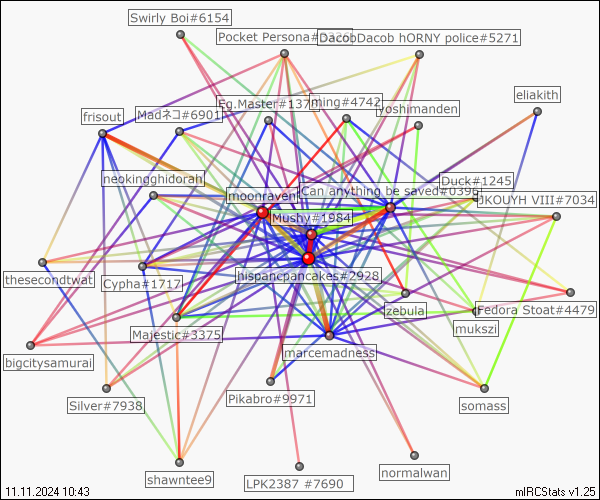 Swirly Boi#6154
Pocket Persona#
DacobDacob hORNY police#5271
eliakith
Eg.Master#137
ming#4742
yoshimanden
frisout
Madネコ#6901
neokingghidorah
Duck#1245
moonraven
Can anything be saved#0396
JKOUYH VIII#7034
Mushy#1984
thesecondtwat
Cypha#1717
hispanicpancakes#2928
zebula
Fedora Stoat#4479
mukszi
Majestic#3375
marcemadness
bigcitysamurai
Silver#7938
Pikabro#9971
somass
shawntee9
LPK2387 #7690
normalwan
11.11.2024 10:43
mIRCStats v1.25